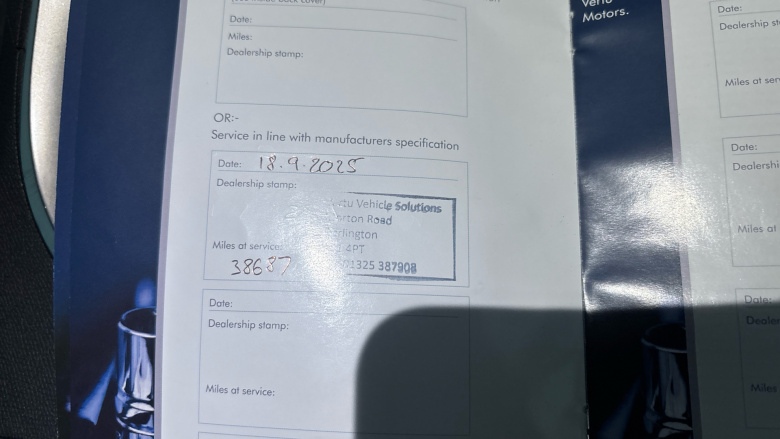 Date:
Miles:
Dealership stamp:
OR:-
Service in line with manufacturers specification
Date: 18.9.2025
Dealership stamp:
Vehicle Solutions
Road
4PT
01325 387908
Miles at service:
38687
Date:
Dealership stamp:
Miles at service:
Motors.
Date:
Dealership
Miles at
Date:
Miles at
Date:
Miles